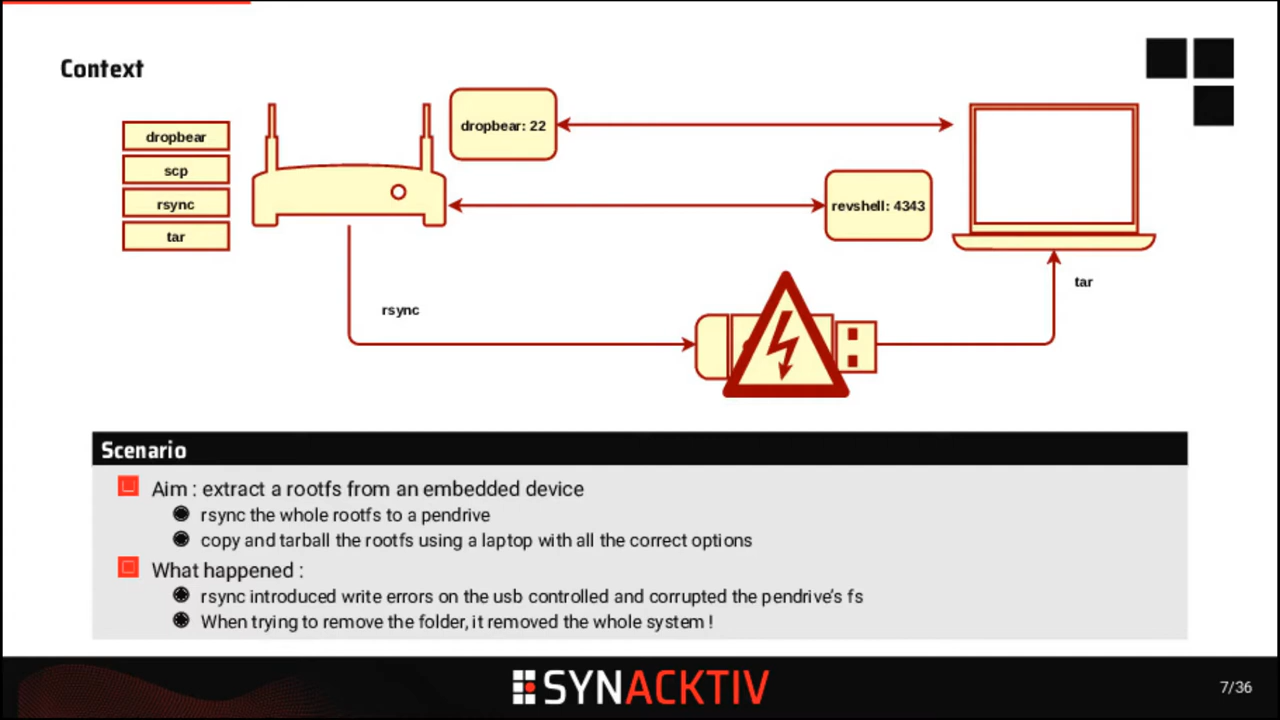 Context
dropbear
scp
rsync
tar
dropbear: 22
revshell: 4343
rsync
tar
Scenario
Aim : extract a rootfs from an embedded device
rsync the whole rootfs to a pendrive
copy and tarball the rootfs using a laptop with all the correct options
What happened :
rsync introduced write errors on the usb controlled and corrupted the pendrive's fs
When trying to remove the folder, it removed the whole system !
SYNACKTIV
7/36